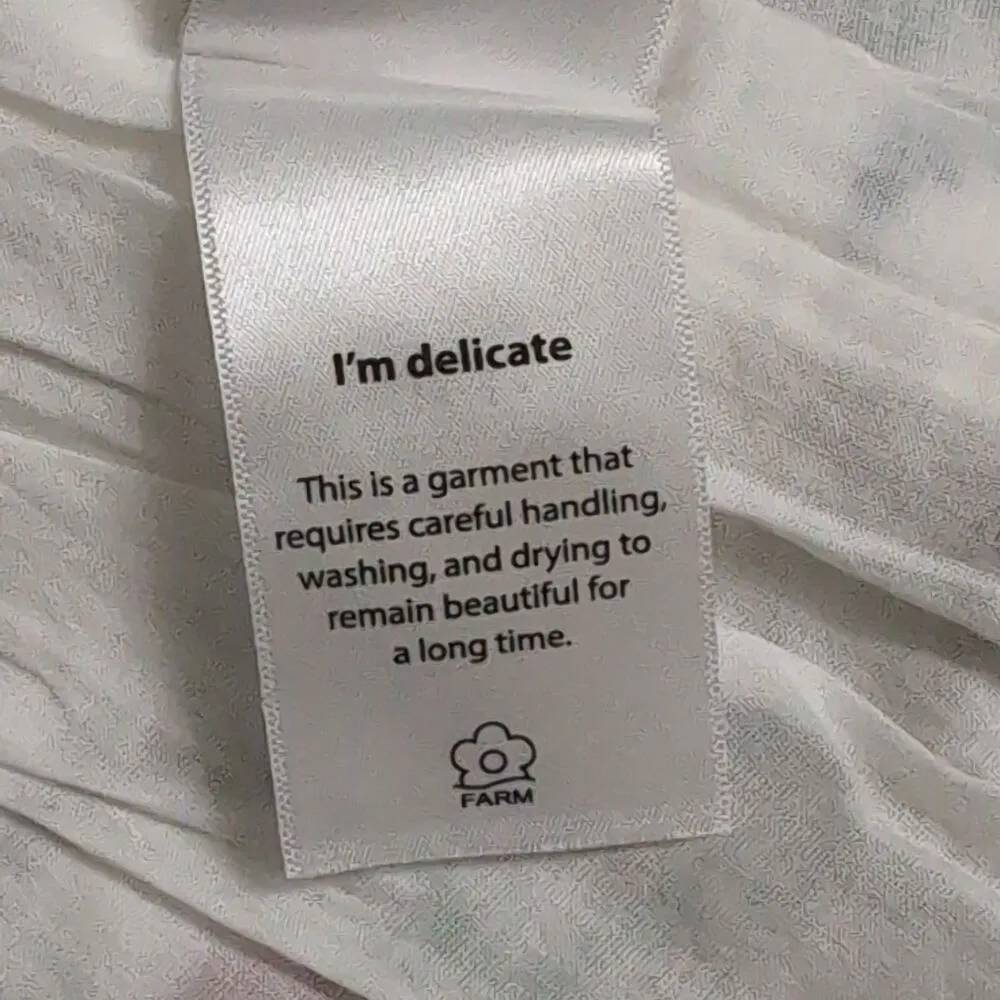 I'm delicate
This is a garment that
requires careful handling,
washing, and drying to
remain beautiful for
a long time.
FARM